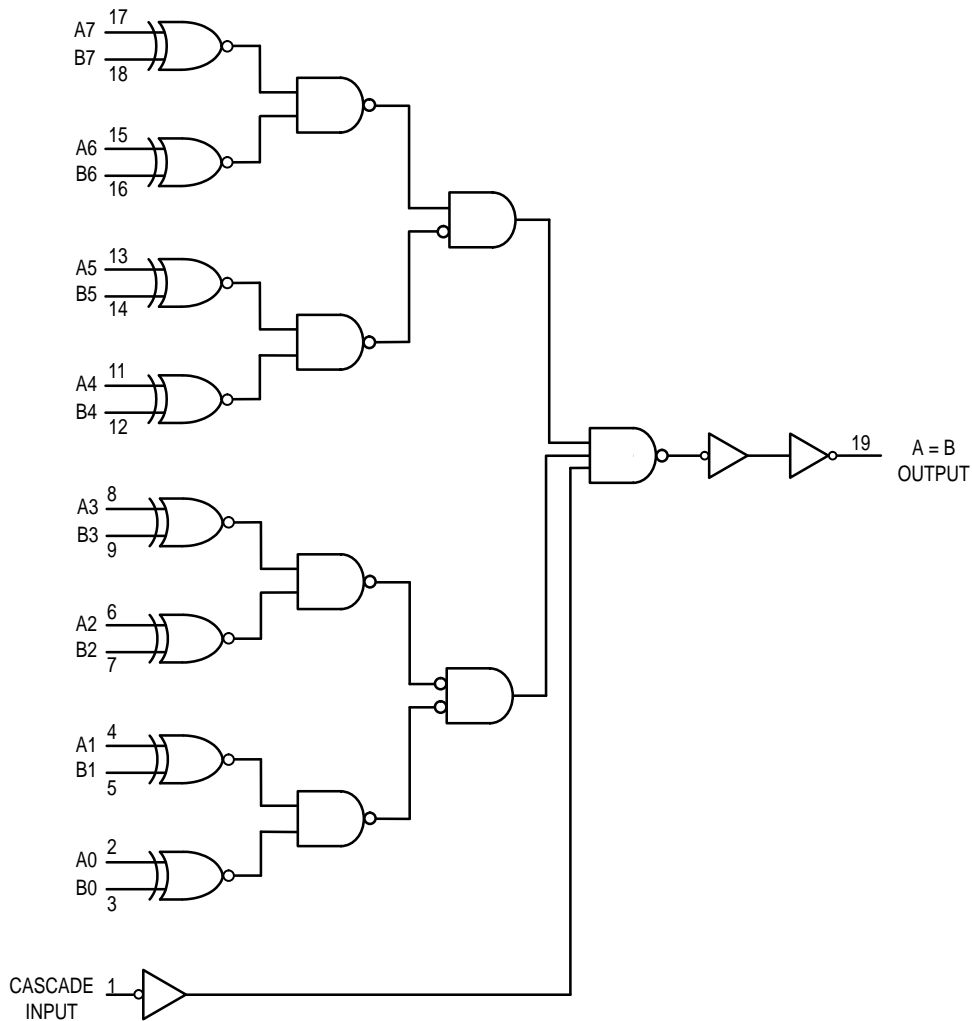 A7 17
B7
18
A6 15
B6
16
A5 13
B5
14
A4 11
B4
12
19 A = B
OUTPUT
A3 8
B3
9
A2 6
B2
7
A1 4
B1
5
A0 2
B0
3
CASCADE 1
INPUT